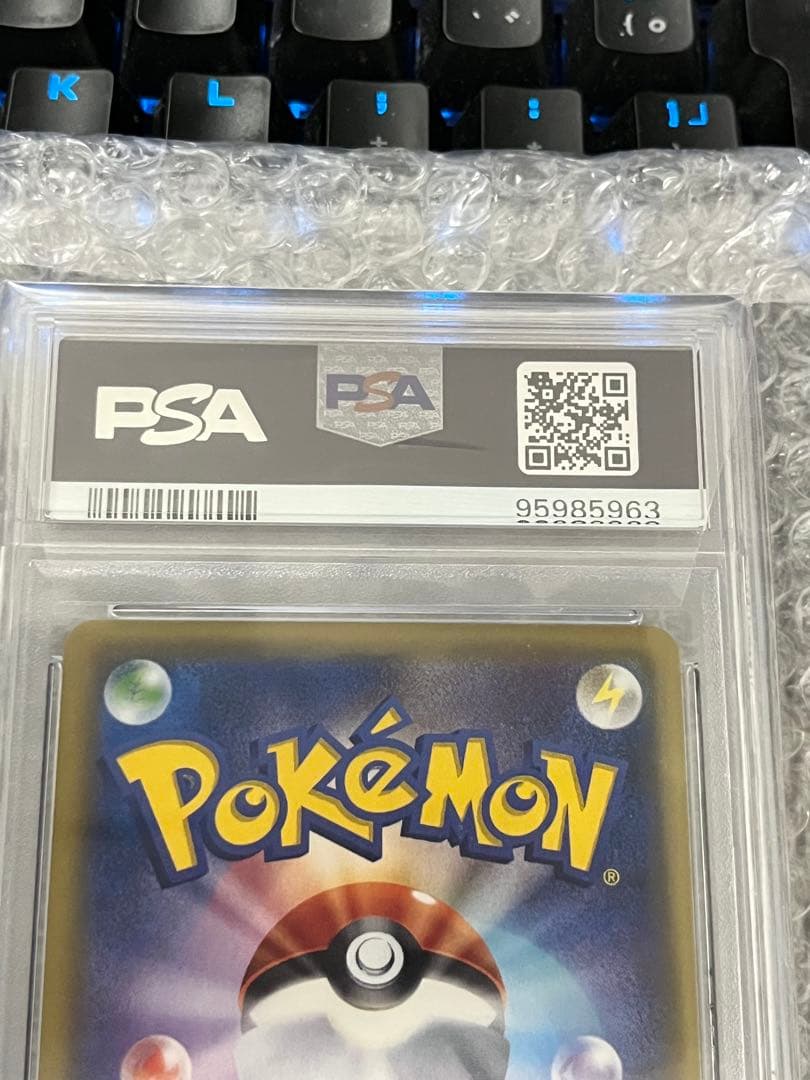 K L ; :
+ *
PSA
PSA
95985963
POKéMON
®